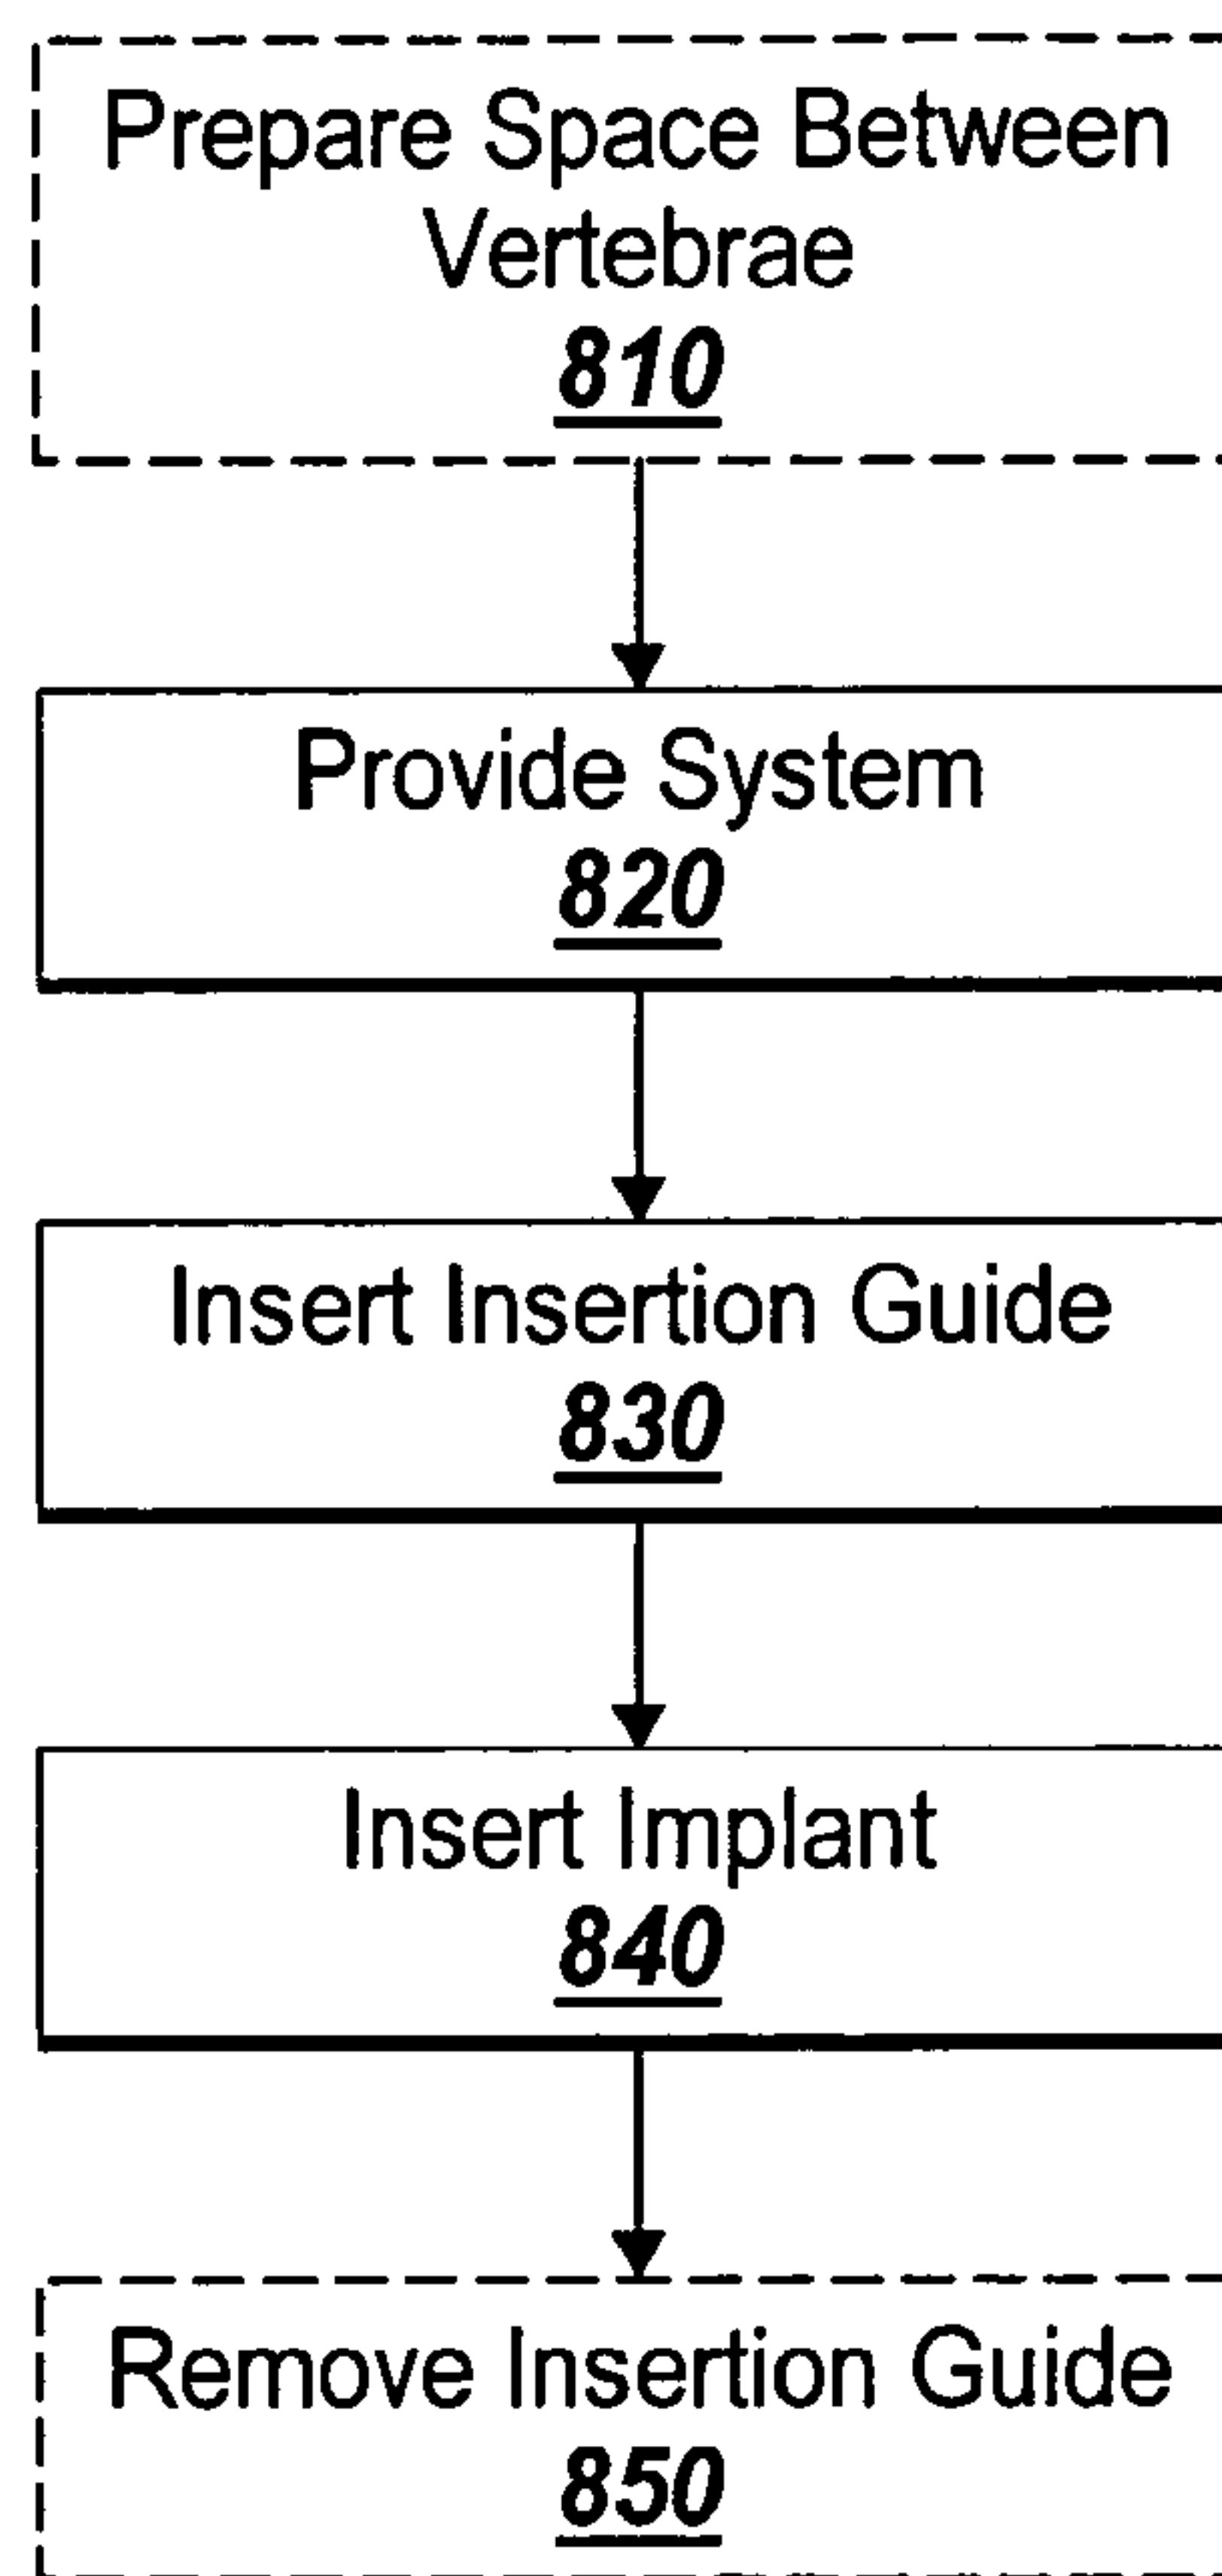 Prepare Space Between
Vertebrae
810
Provide System
820
Insert Insertion Guide
830
Insert Implant
840
Remove Insertion Guide
850